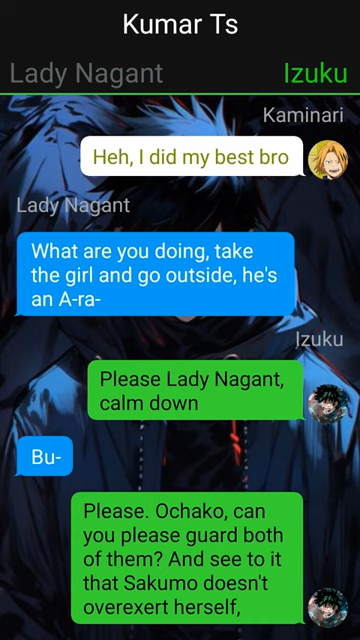 Kumar Ts
Lady Nagant
Izuku
Kaminari
Heh, I did my best bro
Lady Nagant
What are you doing, take
the girl and go outside, he's
an A-ra-
Izuku
Please Lady Nagant,
calm down
Bu-
Please. Ochako, can
you please guard both
of them? And see to it
that Sakumo doesn't
overexert herself,